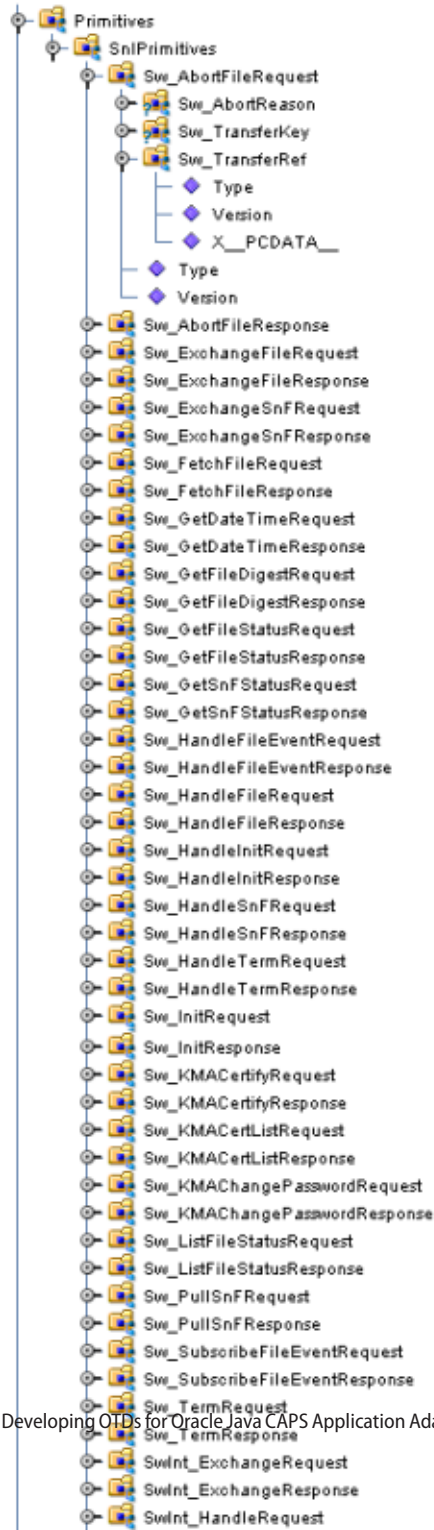 Primitives
SnlPrimitives
Sw_AbortFileRequest
Sw_AbortReason
Sw_TransferKey
Sw_TransferRef
Type
Version
X__PCDATA__
Type
Version
Sw_AbortFileResponse
Sw_ExchangeFileRequest
Sw_ExchangeFileResponse
Sw_ExchangeSnFRequest
Sw_ExchangeSnFResponse
Sw_FetchFileRequest
Sw_FetchFileResponse
Sw_GetDateTimeRequest
Sw_GetDateTimeResponse
Sw_GetFileDigestRequest
Sw_GetFileDigestResponse
Sw_GetFileStatusRequest
Sw_GetFileStatusResponse
Sw_GetSnFStatusRequest
Sw_GetSnFStatusResponse
Sw_HandleFileEventRequest
Sw_HandleFileEventResponse
Sw_HandleFileRequest
Sw_HandleFileResponse
Sw_HandleInitRequest
Sw_HandleInitResponse
Sw_HandleSnFRequest
Sw_HandleSnFResponse
Sw_HandleTermRequest
Sw_HandleTermResponse
Sw_InitRequest
Sw_InitResponse
Sw_KMACertifyRequest
Sw_KMACertifyResponse
Sw_KMACertListRequest
Sw_KMACertListResponse
Sw_KMAChangePasswordRequest
Sw_KMAChangePasswordResponse
Sw_ListFileStatusRequest
Sw_ListFileStatusResponse
Sw_PullSnFRequest
Sw_PullSnFResponse
Sw_SubscribeFileEventRequest
Sw_SubscribeFileEventResponse
Sw_TermRequest
Developing OTDs for Oracle Java CAPS Application Ada
Sw_TermResponse
SwInt_ExchangeRequest
SwInt_ExchangeResponse
SwInt_HandleRequest